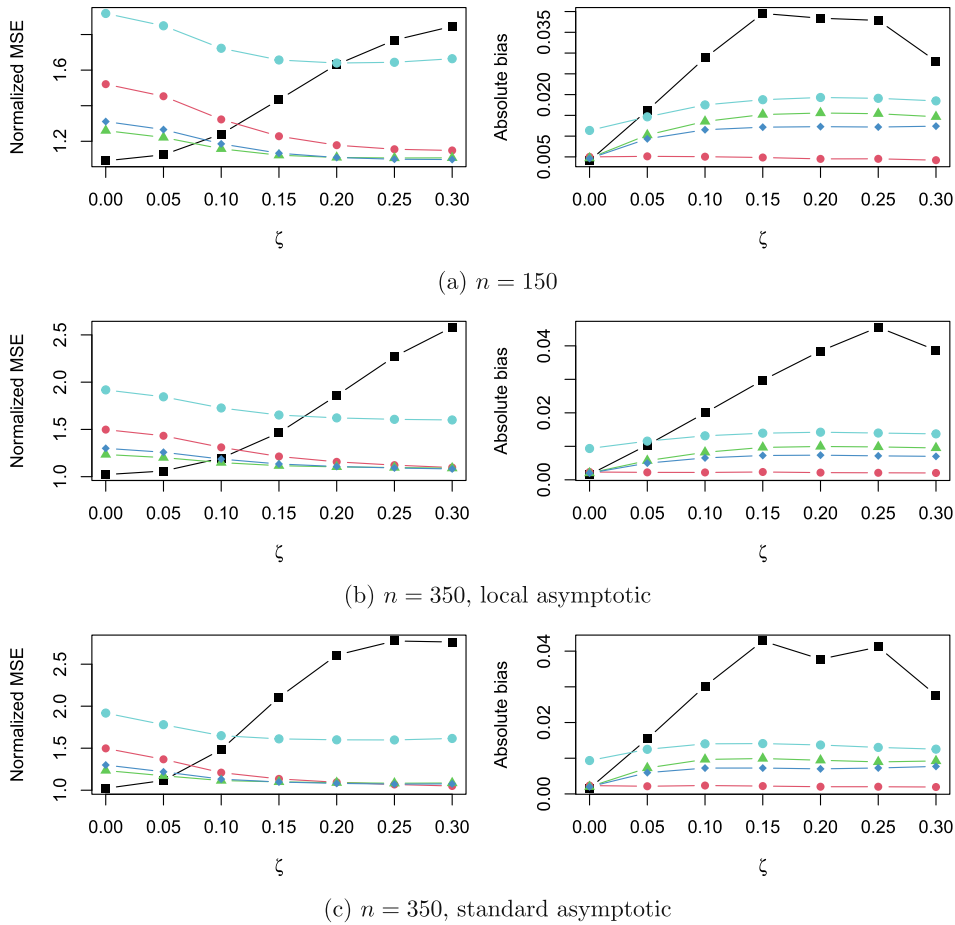 Normalized MSE
1.2 1.6
0.00 0.05 0.10 0.15 0.20 0.25 0.30
ζ
Absolute bias
0.005 0.020 0.035
0.00 0.05 0.10 0.15 0.20 0.25 0.30
ζ
(a) n = 150
Normalized MSE
1.0 1.5 2.0 2.5
0.00 0.05 0.10 0.15 0.20 0.25 0.30
ζ
Absolute bias
0.00 0.02 0.04
0.00 0.05 0.10 0.15 0.20 0.25 0.30
ζ
(b) n = 350, local asymptotic
Normalized MSE
1.0 1.5 2.0 2.5
0.00 0.05 0.10 0.15 0.20 0.25 0.30
ζ
Absolute bias
0.00 0.02 0.04
0.00 0.05 0.10 0.15 0.20 0.25 0.30
ζ
(c) n = 350, standard asymptotic